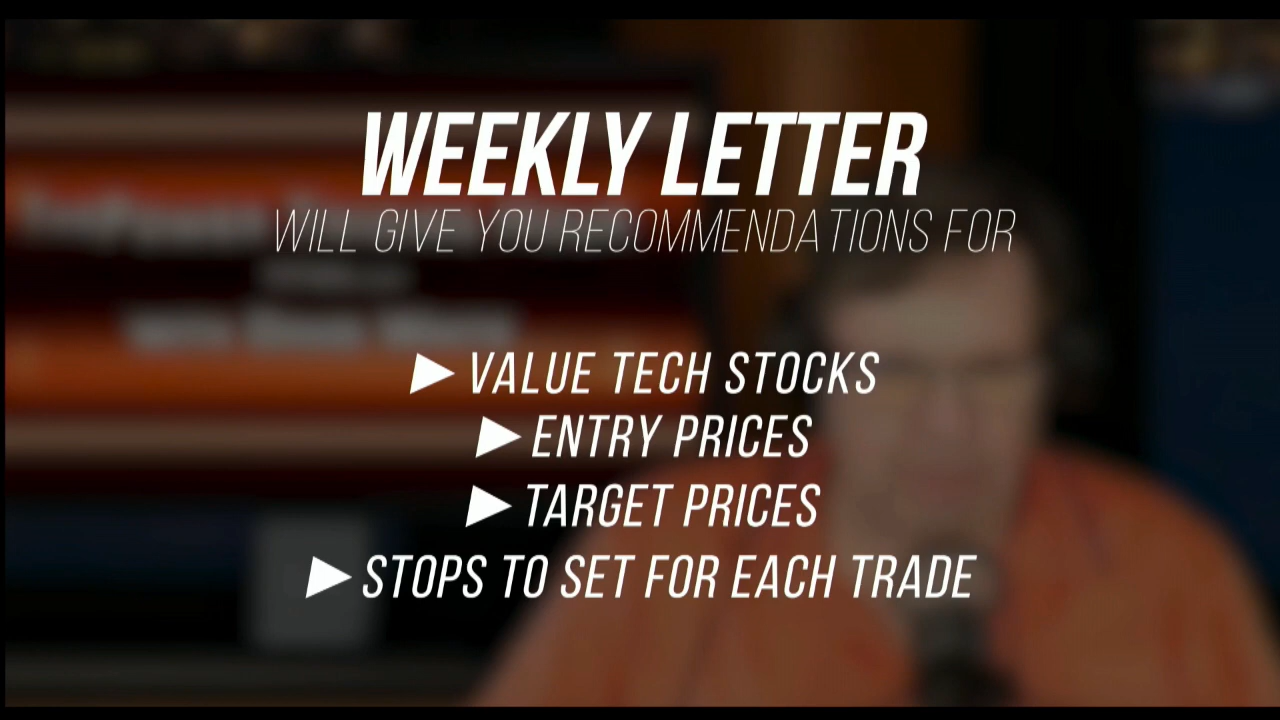 WEEKLY LETTER
WILL GIVE YOU RECOMMENDATIONS FOR
▶ VALUE TECH STOCKS
▶ ENTRY PRICES
▶ TARGET PRICES
▶ STOPS TO SET FOR EACH TRADE